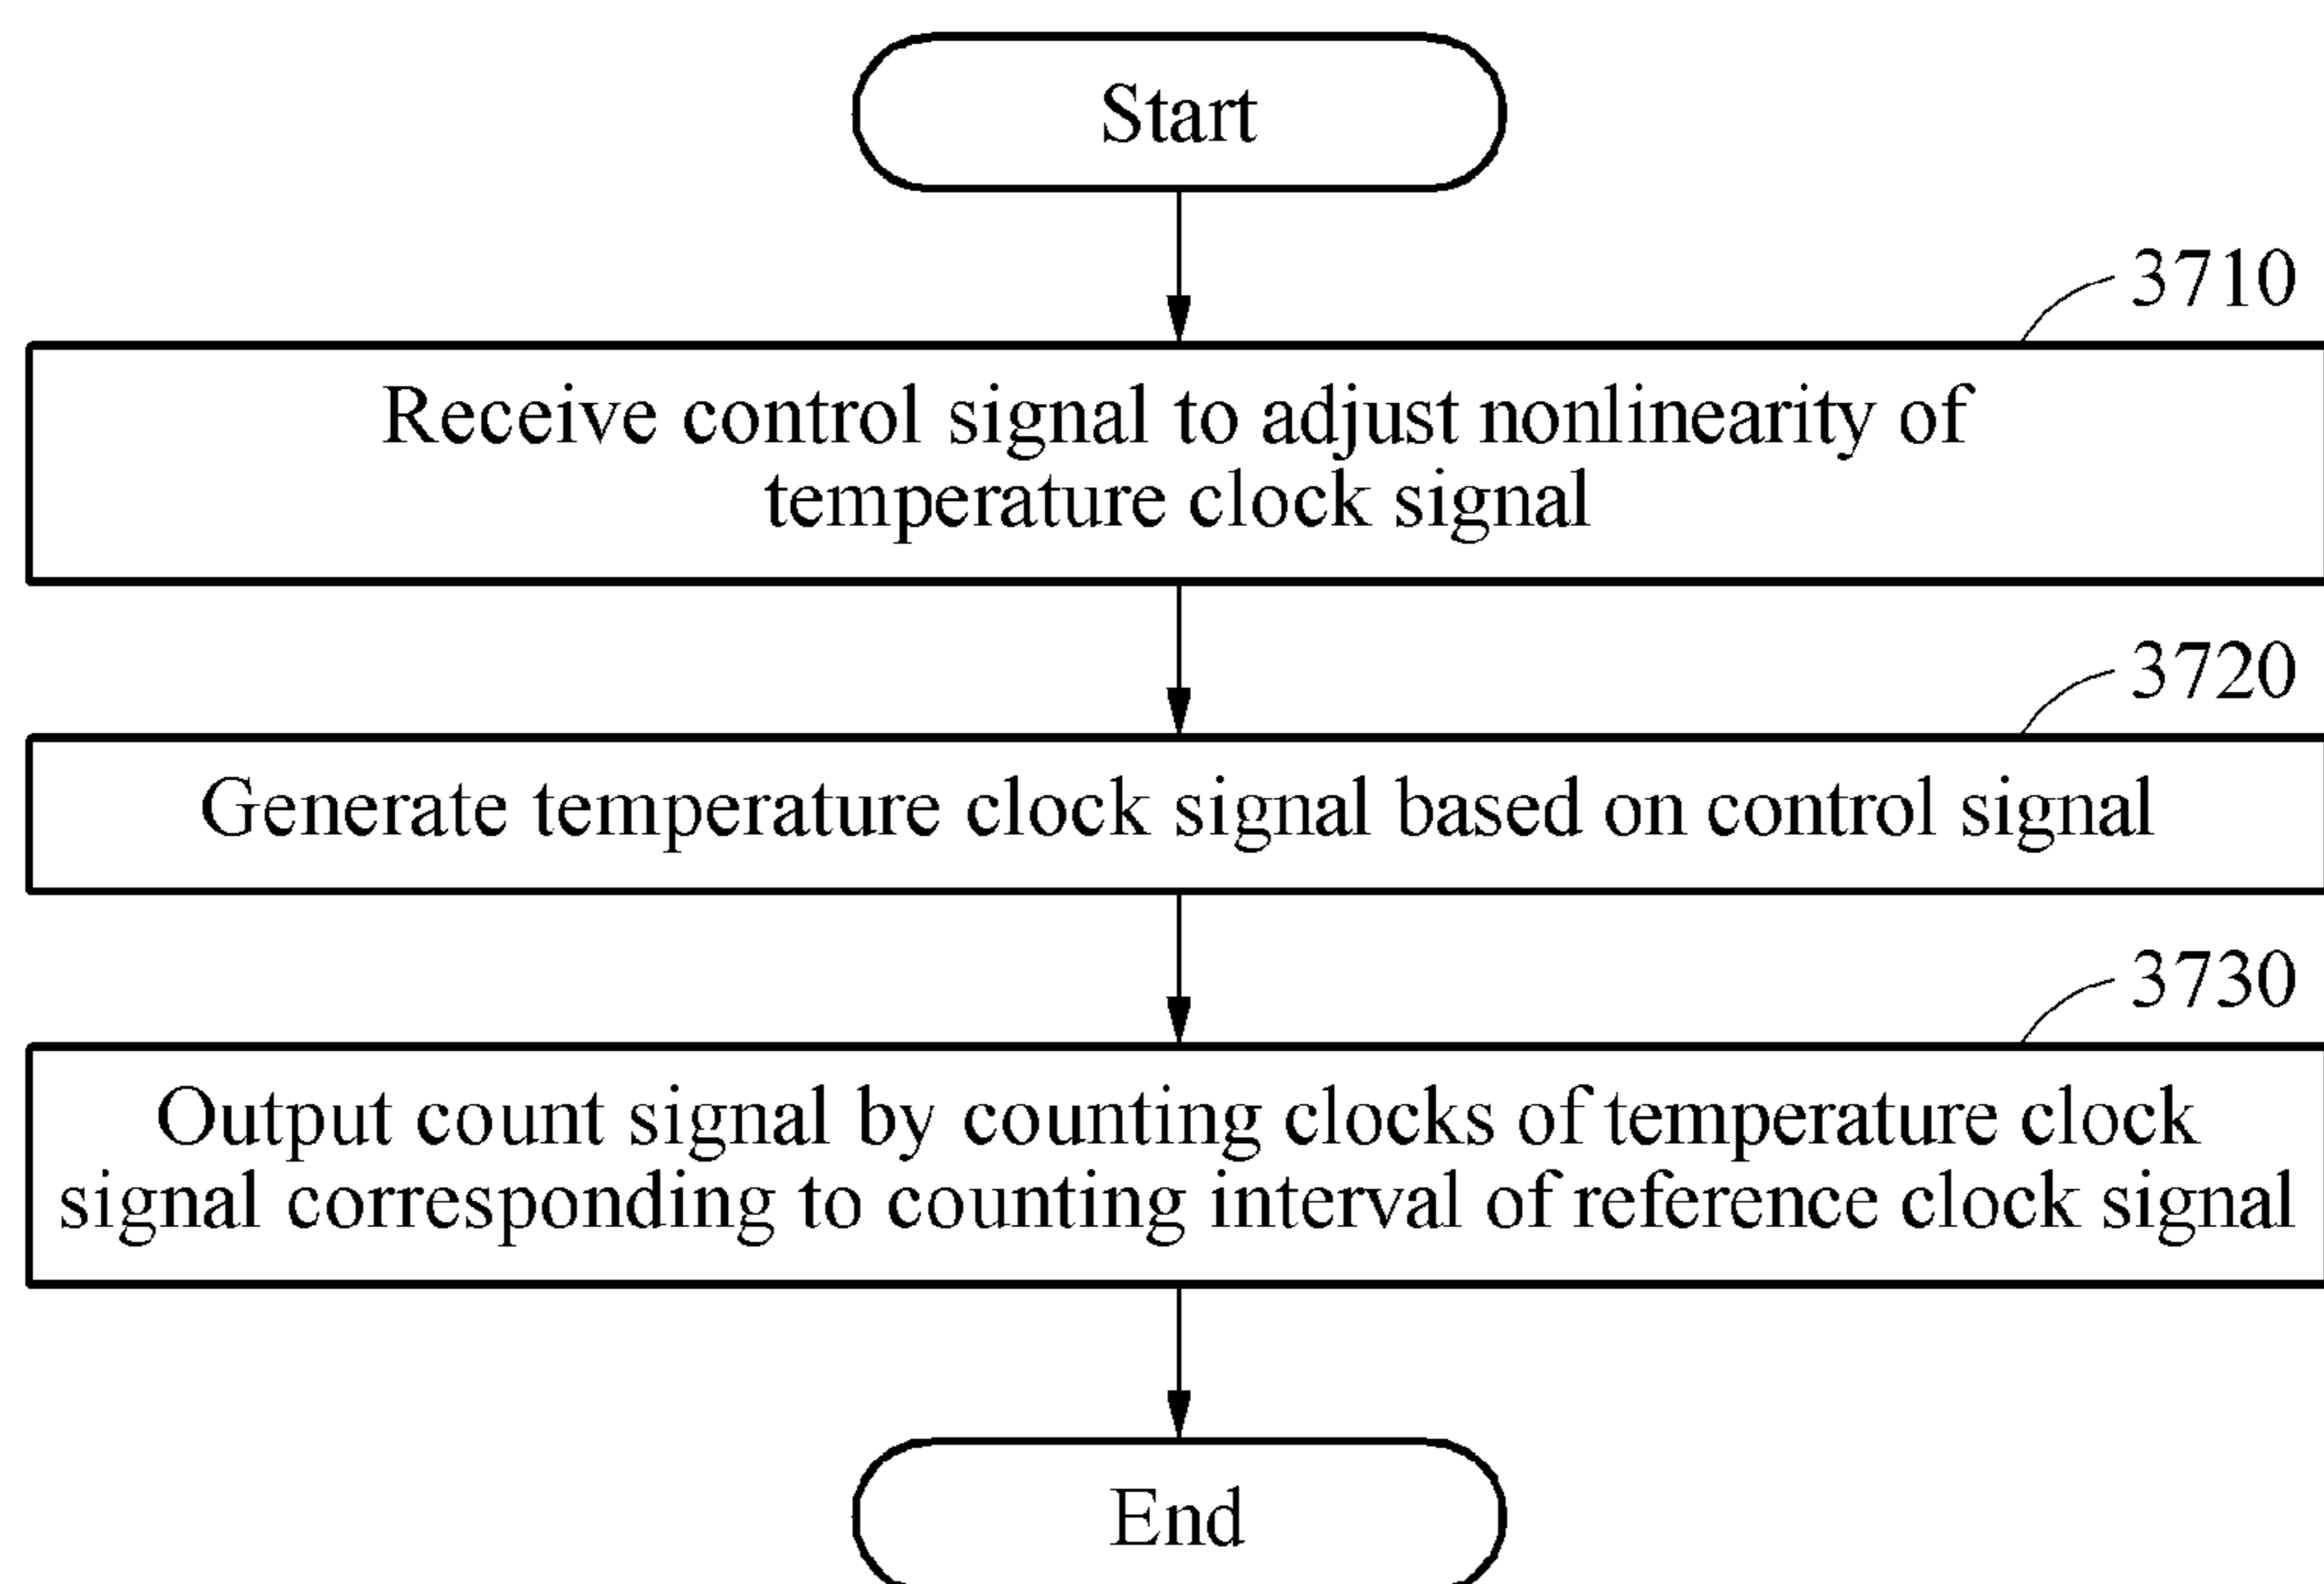 Start
3710
Receive control signal to adjust nonlinearity of
temperature clock signal
3720
Generate temperature clock signal based on control signal
3730
Output count signal by counting clocks of temperature clock
signal corresponding to counting interval of reference clock signal
End